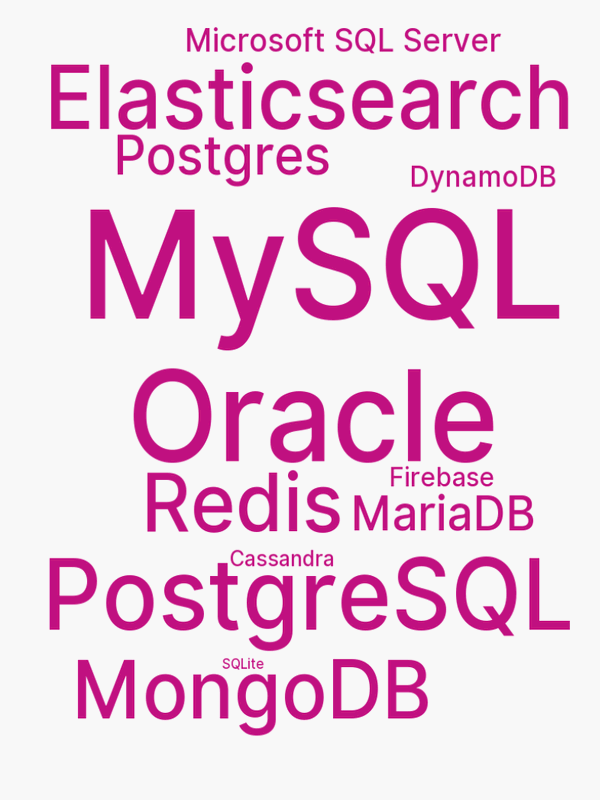 Microsoft SQL Server
Elasticsearch
Postgres
DynamoDB
MySQL
Oracle
Firebase
Redis
MariaDB
Cassandra
PostgreSQL
SQLite
MongoDB